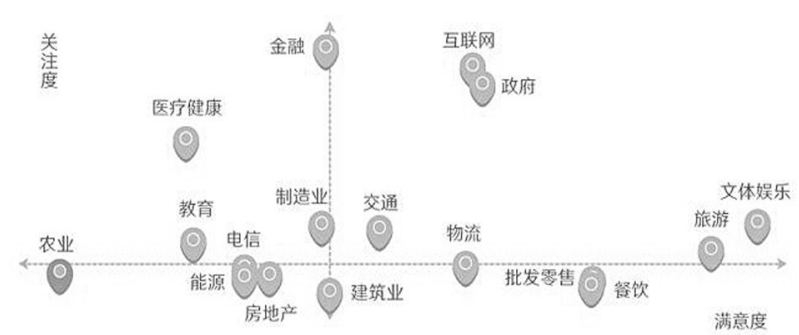 关注度
金融
互联网
政府
医疗健康
制造业
交通
文体娱乐
教育
旅游
农业
电信
物流
能源
批发零售
餐饮
房地产
建筑业
满意度